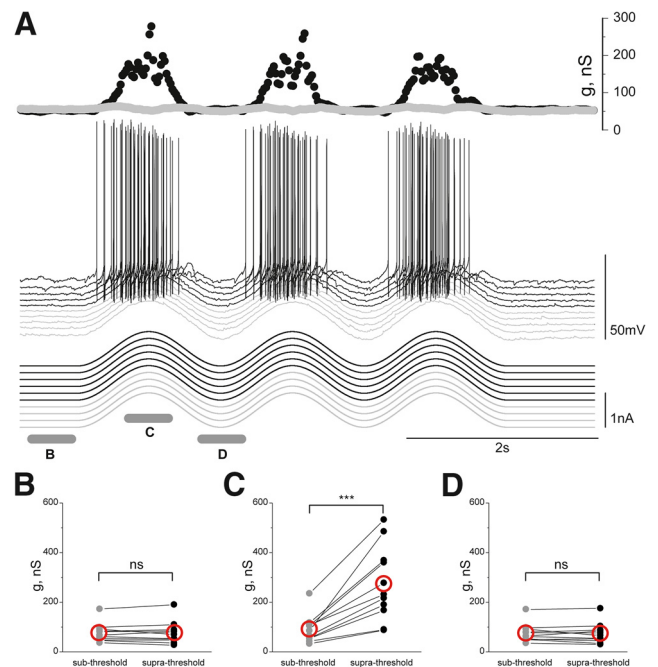 A
300
200
100
0
g, nS
50mV
1nA
B
C
D
2s
B
600
400
200
0
g, nS
ns
sub-threshold
supra-threshold
C
600
400
200
0
g, nS
***
sub-threshold
supra-threshold
D
600
400
200
0
g, nS
ns
sub-threshold
supra-threshold